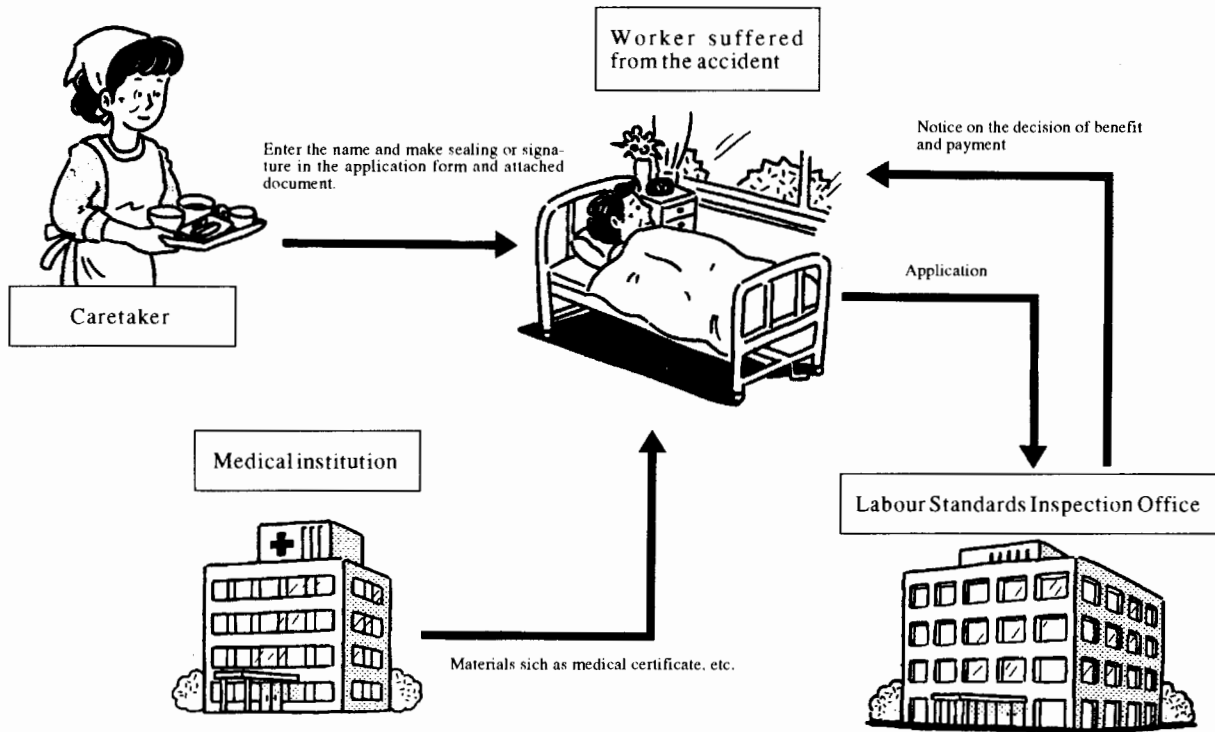 Worker suffered
from the accident
Notice on the decision of benefit
and payment
Enter the name and make sealing or signa-
ture in the application form and attached
document.
Application
Caretaker
Medical institution
Labour Standards Inspection Office
Materials sich as medical certificate, etc.